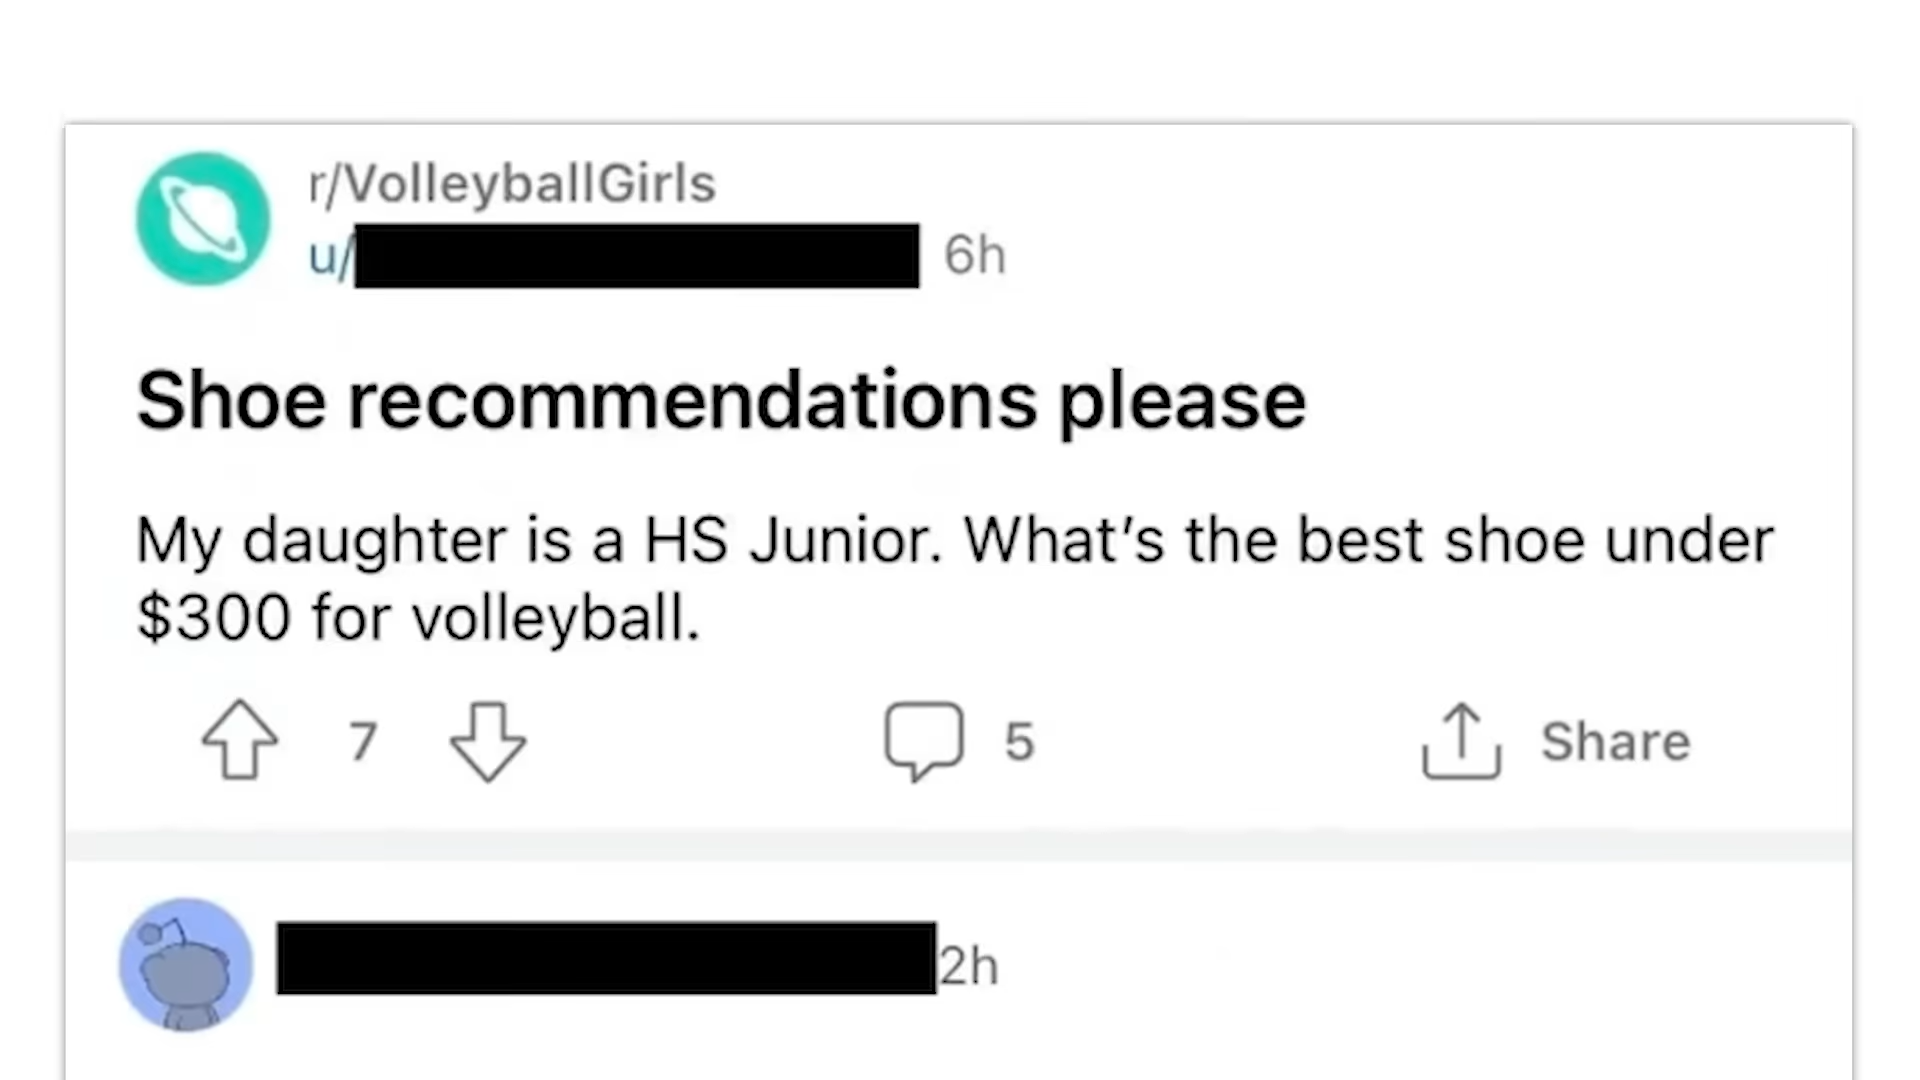 r/VolleyballGirls
u/ 6h
Shoe recommendations please
My daughter is a HS Junior. What's the best shoe under
$300 for volleyball.
7 5 Share
2h